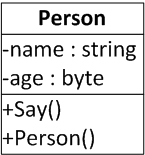 Person
-name : string
-age : byte
+Say()
+Person()